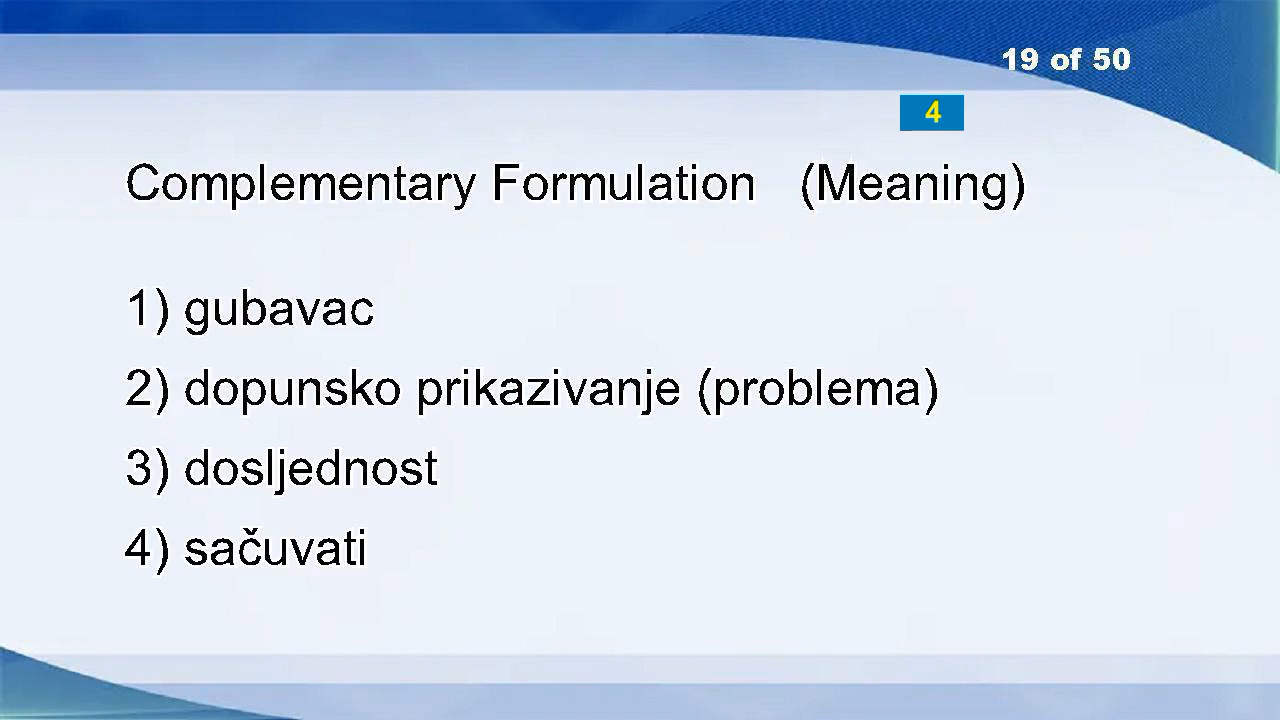 19 of 50
4
Complementary Formulation (Meaning)
1) gubavac
2) dopunsko prikazivanje (problema)
3) dosljednost
4) sačuvati